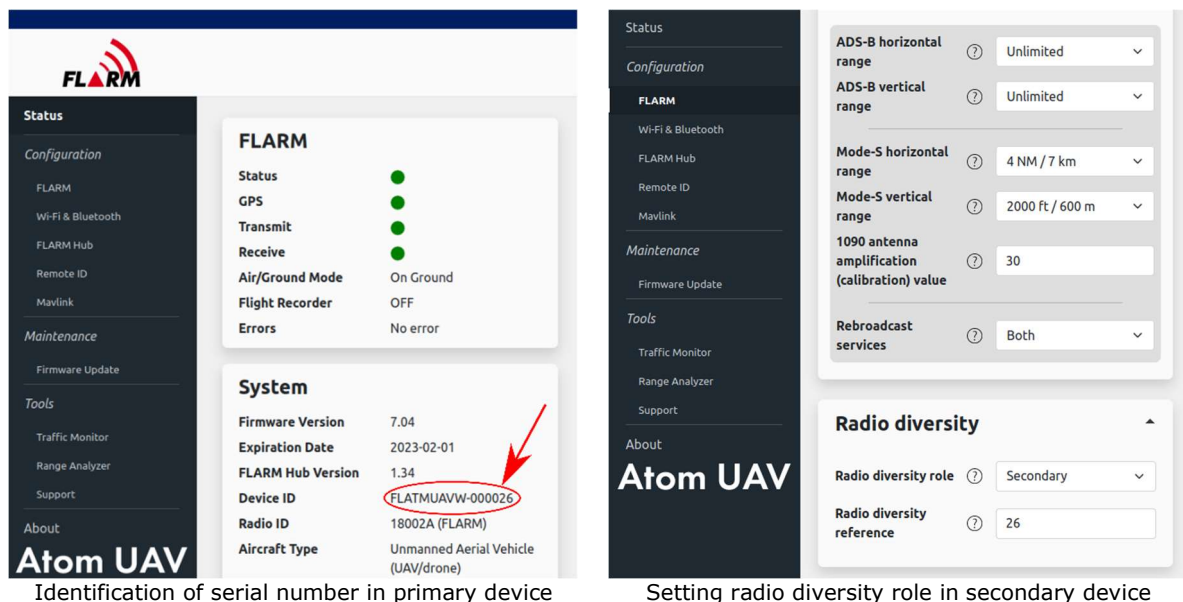 FLARM
Status
Configuration
FLARM
Wi-Fi & Bluetooth
FLARM Hub
Remote ID
Mavlink
Maintenance
Firmware Update
Tools
Traffic Monitor
Range Analyzer
Support
About
Atom UAV
FLARM
Status
GPS
Transmit
Receive
Air/Ground Mode On Ground
Flight Recorder OFF
Errors No error
System
Firmware Version 7.04
Expiration Date 2023-02-01
FLARM Hub Version 1.34
Device ID FLATMUAVW-000026
Radio ID 18002A (FLARM)
Aircraft Type Unmanned Aerial Vehicle
(UAV/drone)
Identification of serial number in primary device
Status
Configuration
FLARM
Wi-Fi & Bluetooth
FLARM Hub
Remote ID
Mavlink
Maintenance
Firmware Update
Tools
Traffic Monitor
Range Analyzer
Support
About
Atom UAV
ADS-B horizontal
range ? Unlimited
ADS-B vertical
range ? Unlimited
Mode-S horizontal
range ? 4 NM / 7 km
Mode-S vertical
range ? 2000 ft / 600 m
1090 antenna
amplification ? 30
(calibration) value
Rebroadcast
services ? Both
Radio diversity
Radio diversity role ? Secondary
Radio diversity
reference ? 26
Setting radio diversity role in secondary device